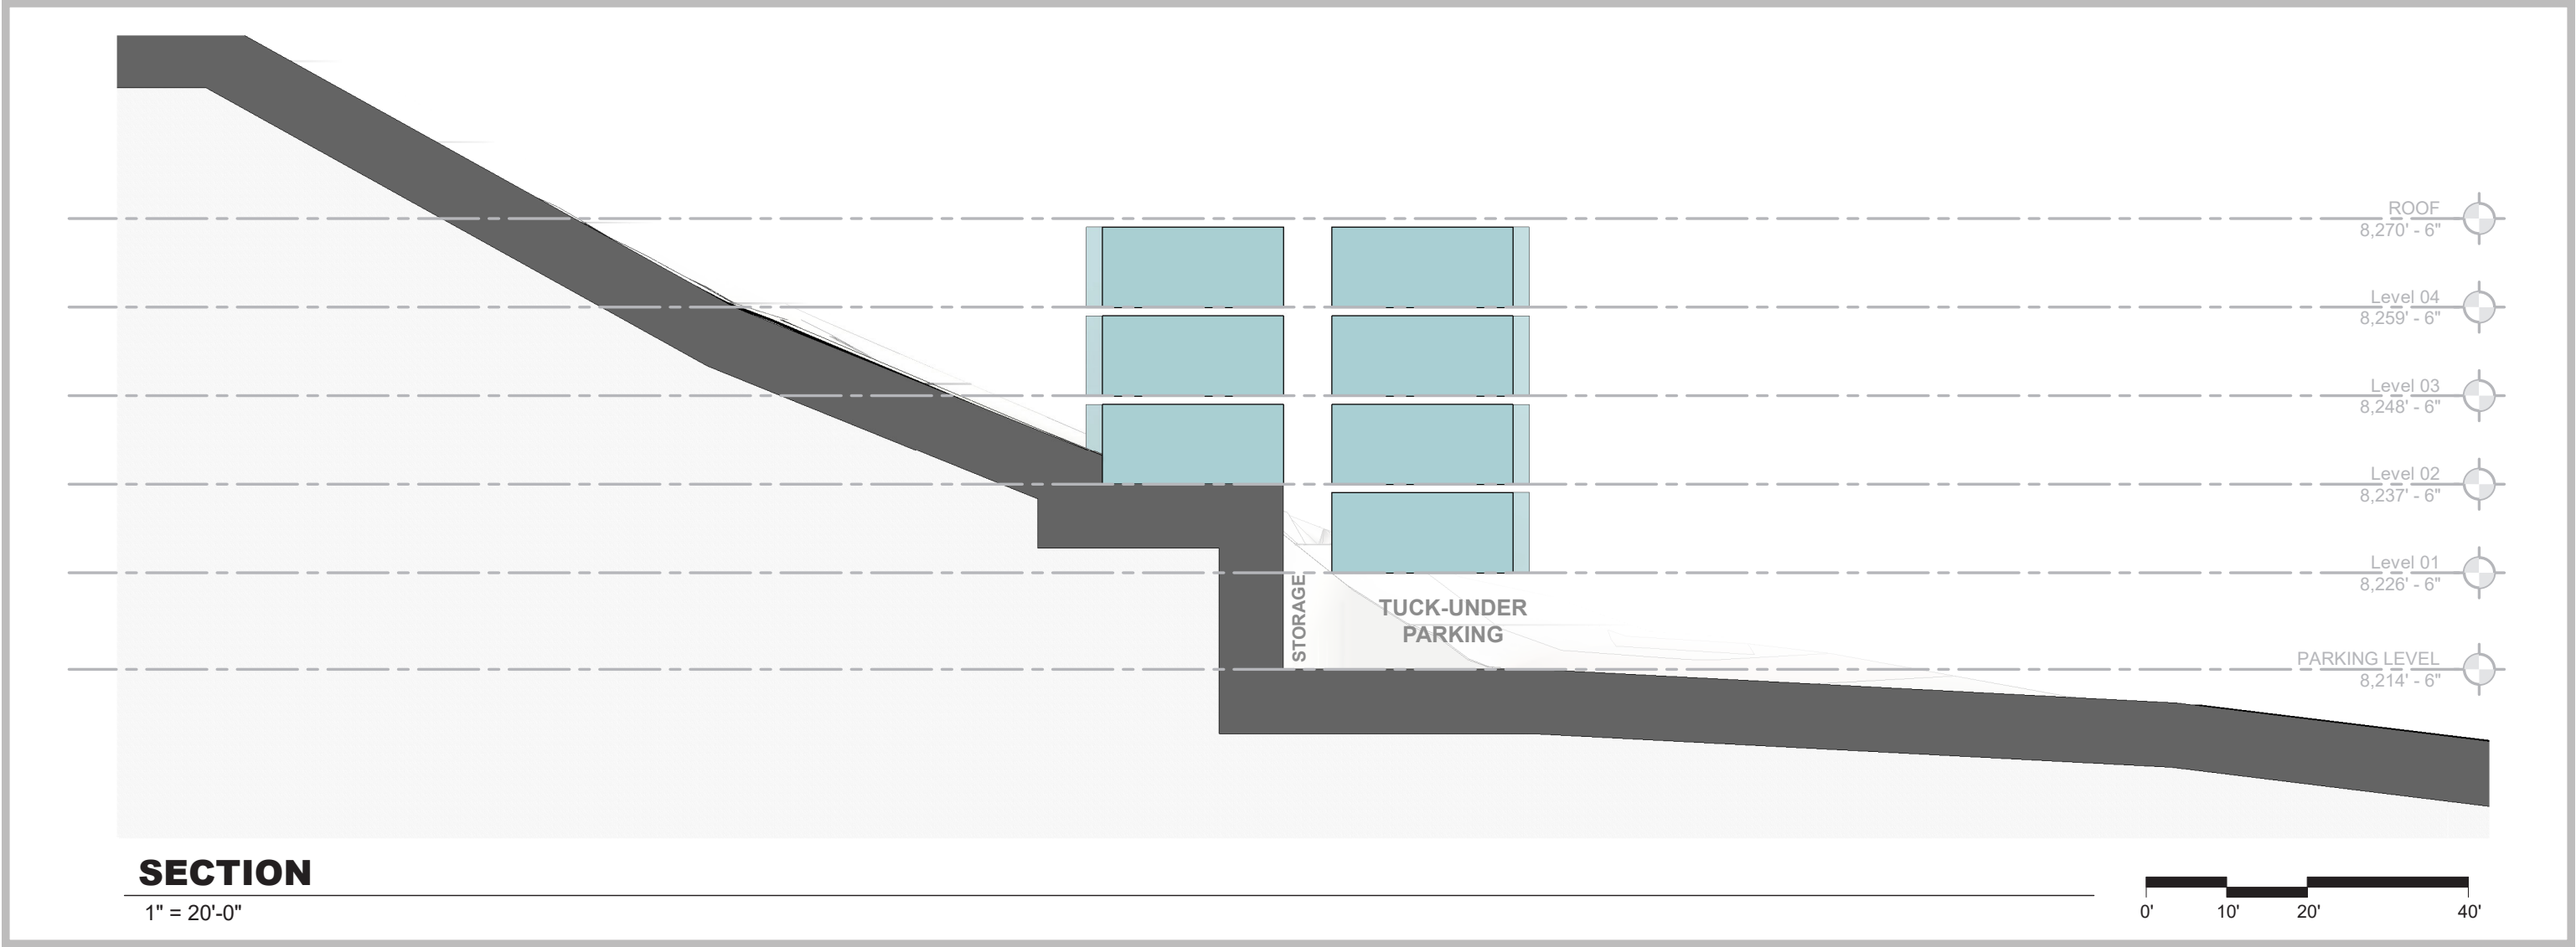 ROOF
8,270' - 6"
Level 04
8,259' - 6"
Level 03
8,248' - 6"
Level 02
8,237' - 6"
Level 01
8,226' - 6"
STORAGE
TUCK-UNDER
PARKING
PARKING LEVEL
8,214' - 6"
SECTION
1" = 20'-0"
0' 10' 20' 40'